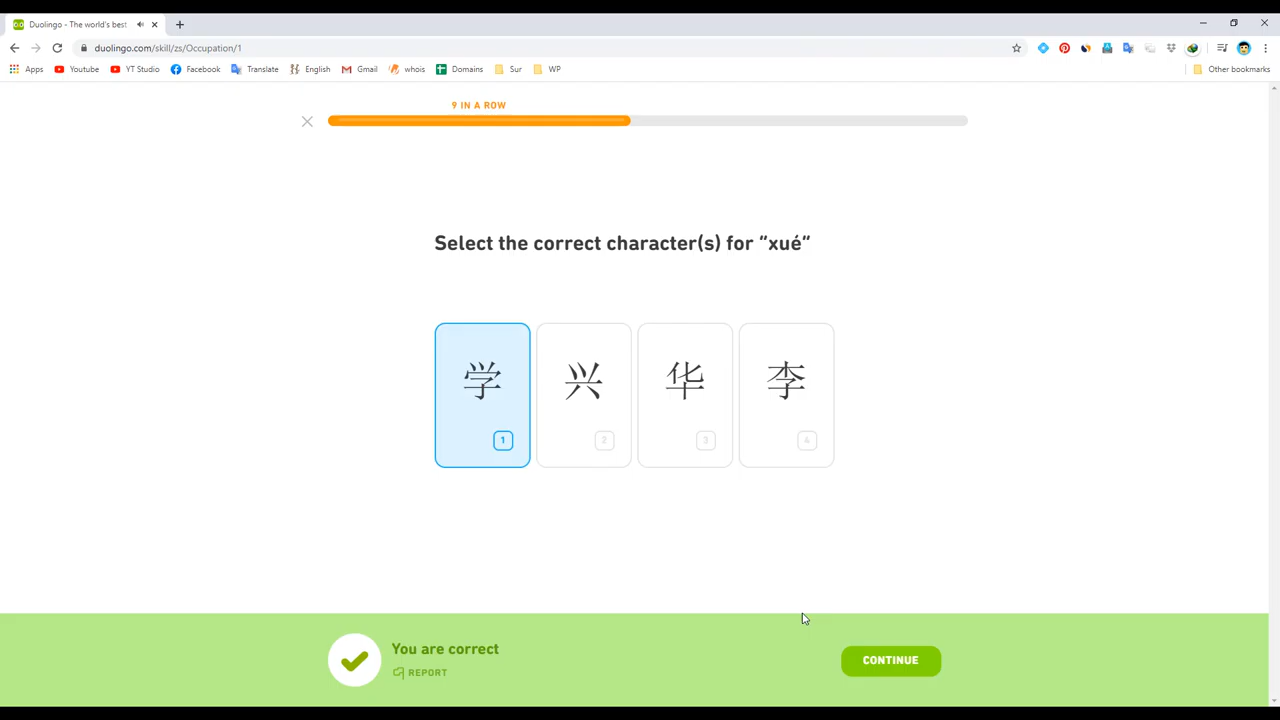 Duolingo - The world's best
duolingo.com/skill/zs/Occupation/1
Apps Youtube YT Studio Facebook Translate English Gmail whois Domains Sur WP Other bookmarks
9 IN A ROW
Select the correct character(s) for "xué"
学 兴 华 李
1 2 3 4
You are correct
REPORT
CONTINUE